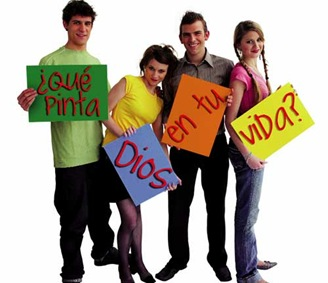 ¿Qué
Pinta
Dios
en tu
vida?